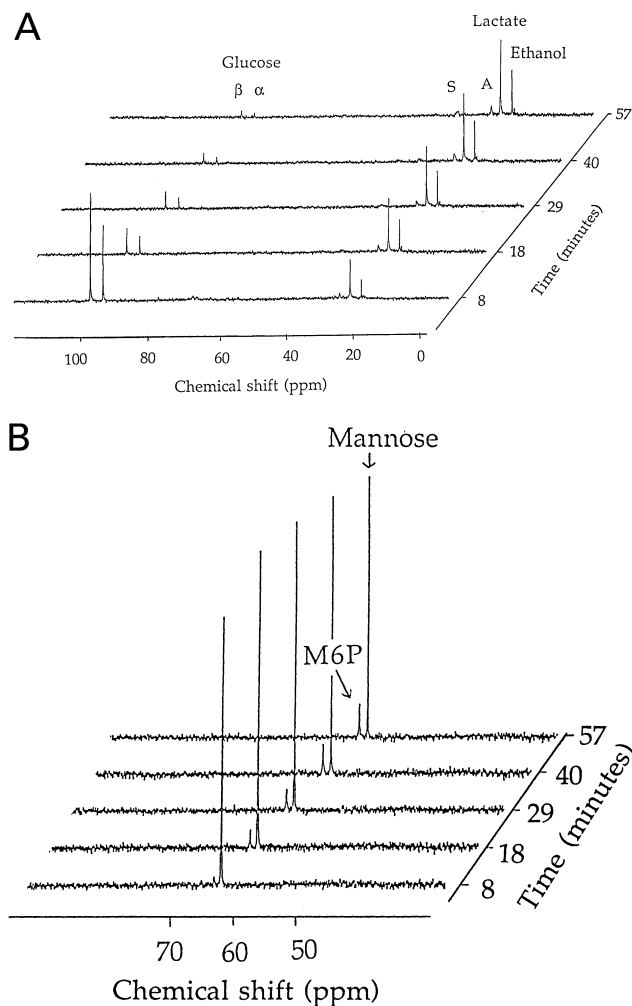 A
Lactate
Ethanol
Glucose
β α
S A
57
40
29
18
8
Time (minutes)
100 80 60 40 20 0
Chemical shift (ppm)
B
Mannose
M6P
57
40
29
18
8
Time (minutes)
70 60 50
Chemical shift (ppm)